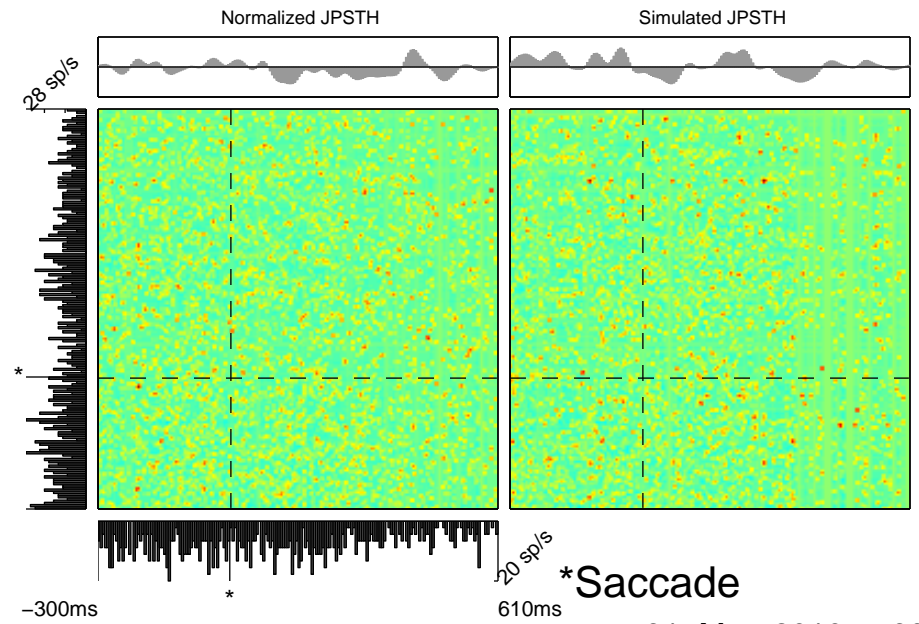 Normalized JPSTH
Simulated JPSTH
28 sp/s
*
20 sp/s
*
*Saccade
−300ms
610ms